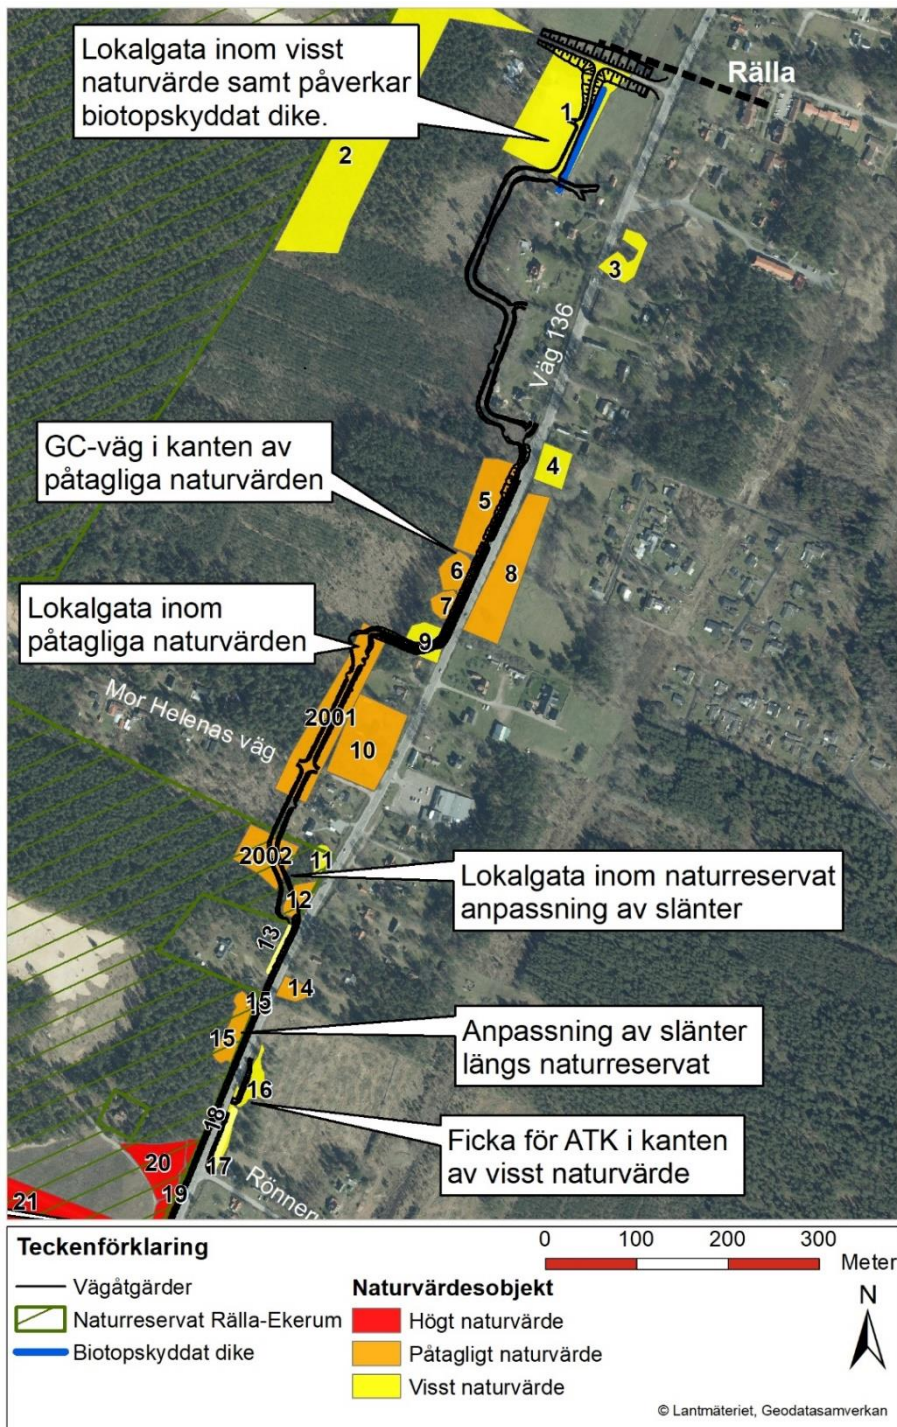 Lokalgata inom visst
naturvärde samt påverkar
biotopskyddat dike.
Rälla
1
2
3
Väg 136
GC-väg i kanten av
påtagliga naturvärden
4
5
6
8
7
Lokalgata inom
påtagliga naturvärden
9
Mor Helenas väg
2001
10
2002
11
Lokalgata inom naturreservat
anpassning av slänter
12
13
14
15
15
Anpassning av slänter
längs naturreservat
16
18
Ficka för ATK i kanten
av visst naturvärde
17
20
19
21
Teckenförklaring
Vägåtgärder
Naturreservat Rälla-Ekerum
Biotopskyddat dike
Naturvärdesobjekt
Högt naturvärde
Påtagligt naturvärde
Visst naturvärde
0 100 200 300
Meter
N
© Lantmäteriet, Geodatasamverkan